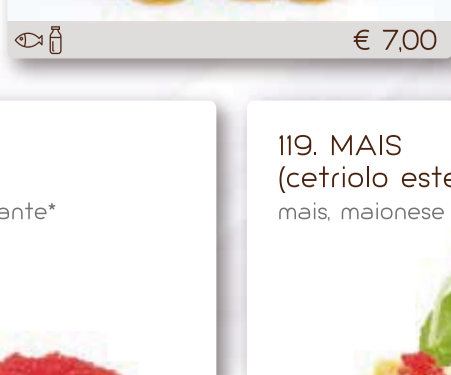 € 7,00
119. MAIS
(cetriolo este
ante*
mais, maionese